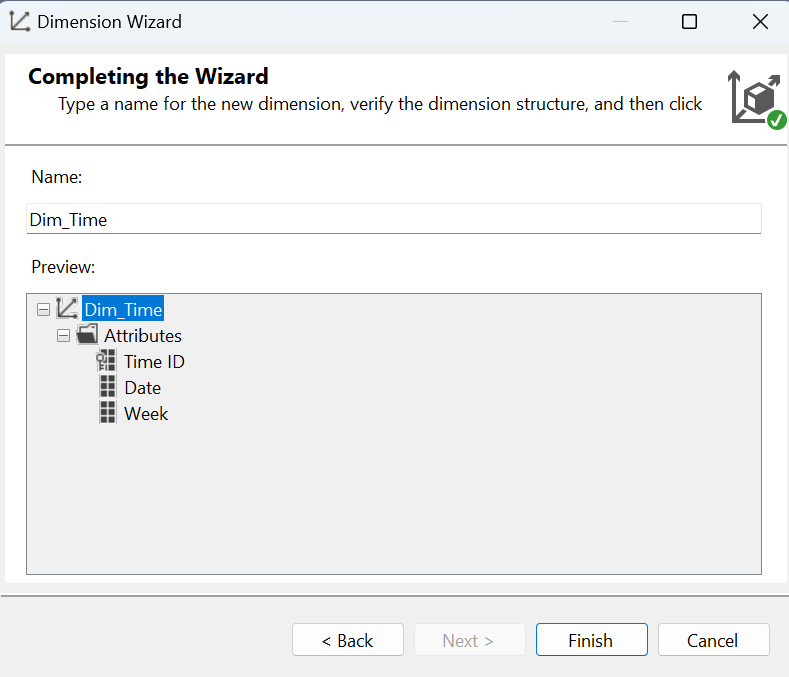 Dimension Wizard
Completing the Wizard
Type a name for the new dimension, verify the dimension structure, and then click
Name:
Dim_Time
Preview:
Dim_Time
Attributes
Time ID
Date
Week
< Back
Next >
Finish
Cancel